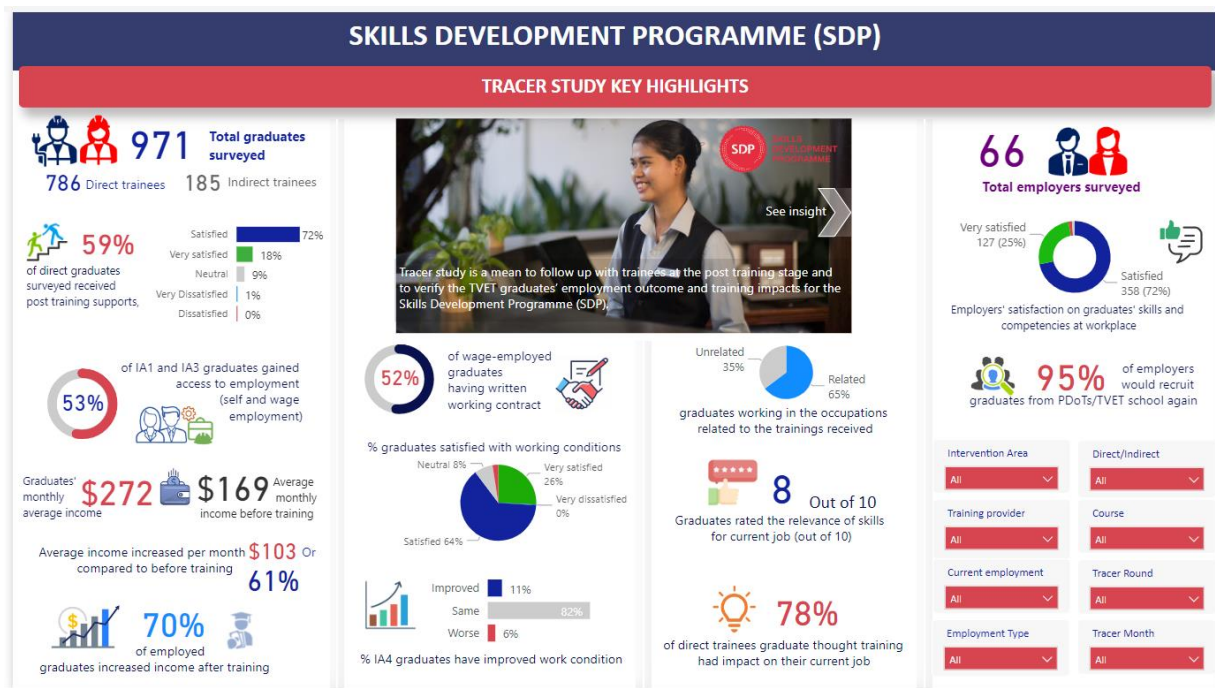 SKILLS DEVELOPMENT PROGRAMME (SDP)
TRACER STUDY KEY HIGHLIGHTS
971 Total graduates
surveyed
786 Direct trainees 185 Indirect trainees
59%
of direct graduates
surveyed received
post training supports,
Satisfied 72%
Very satisfied 18%
Neutral 9%
Very Dissatisfied 1%
Dissatisfied 0%
53%
of IA1 and IA3 graduates gained
access to employment
(self and wage
employment)
Graduates'
monthly
average income
$272
$169 Average
monthly
income before training
Average income increased per month $103 Or
compared to before training 61%
70%
of employed
graduates increased income after training
SDP
SKILLS
DEVELOPMENT
PROGRAMME
See insight
Tracer study is a mean to follow up with trainees at the post training stage and
to verify the TVET graduates' employment outcome and training impacts for the
Skills Development Programme (SDP).
52%
of wage-employed
graduates
having written
working contract
% graduates satisfied with working conditions
Neutral 8%
Very satisfied
26%
Very dissatisfied
0%
Satisfied 64%
Improved 11%
Same 82%
Worse 6%
% IA4 graduates have improved work condition
Unrelated
35%
Related
65%
graduates working in the occupations
related to the trainings received
8 Out of 10
Graduates rated the relevance of skills
for current job (out of 10)
78%
of direct trainees graduate thought training
had impact on their current job
66
Total employers surveyed
Very satisfied
127 (25%)
Satisfied
358 (72%)
Employers' satisfaction on graduates' skills and
competencies at workplace
95% of employers
would recruit
graduates from PDoTs/TVET school again
Intervention Area
All
Direct/Indirect
All
Training provider
All
Course
All
Current employment
All
Tracer Round
All
Employment Type
All
Tracer Month
All